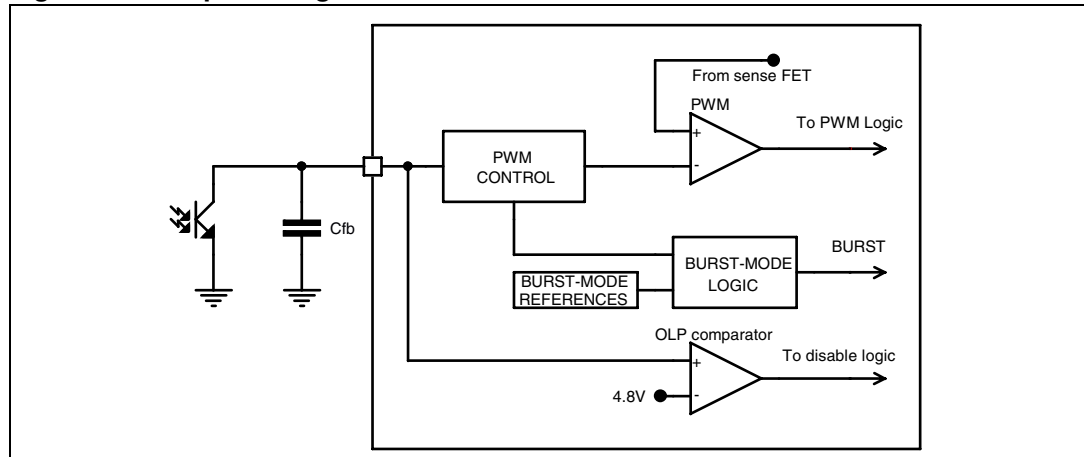 From sense FET
PWM
+
-
To PWM Logic
PWM
CONTROL
Cfb
BURST
BURST-MODE
LOGIC
BURST-MODE
REFERENCES
OLP comparator
+
-
To disable logic
4.8V